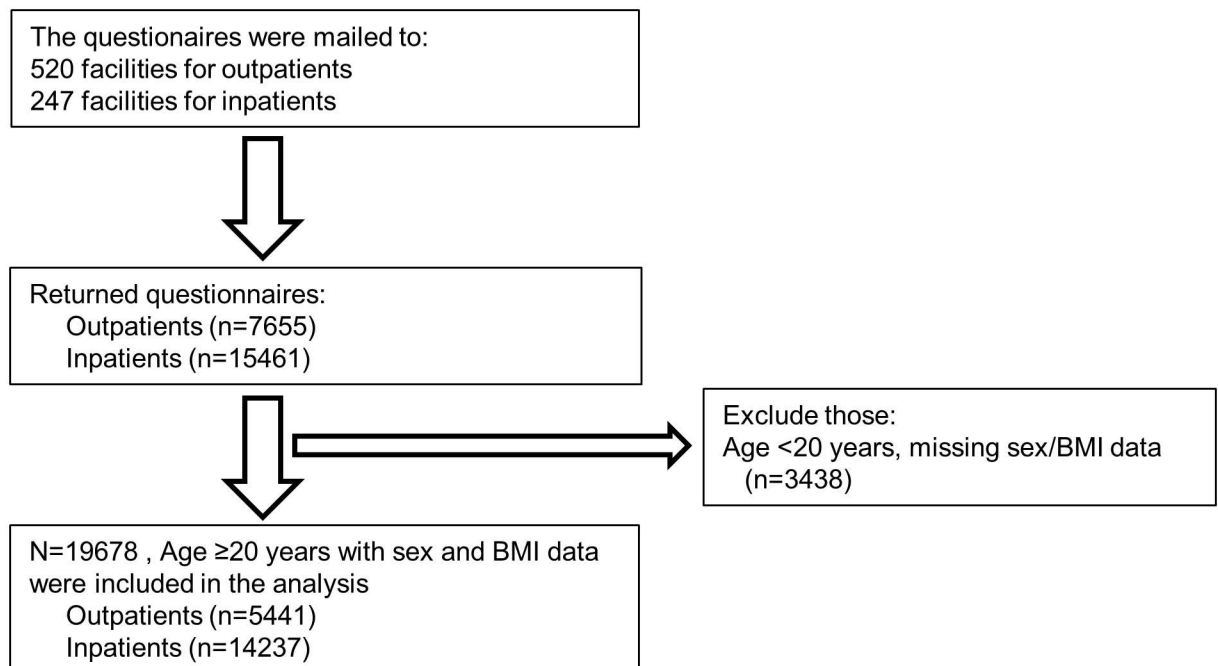 The questionaires were mailed to:
520 facilities for outpatients
247 facilities for inpatients
Returned questionnaires:
Outpatients (n=7655)
Inpatients (n=15461)
Exclude those:
Age <20 years, missing sex/BMI data
(n=3438)
N=19678 , Age ≥20 years with sex and BMI data
were included in the analysis
Outpatients (n=5441)
Inpatients (n=14237)